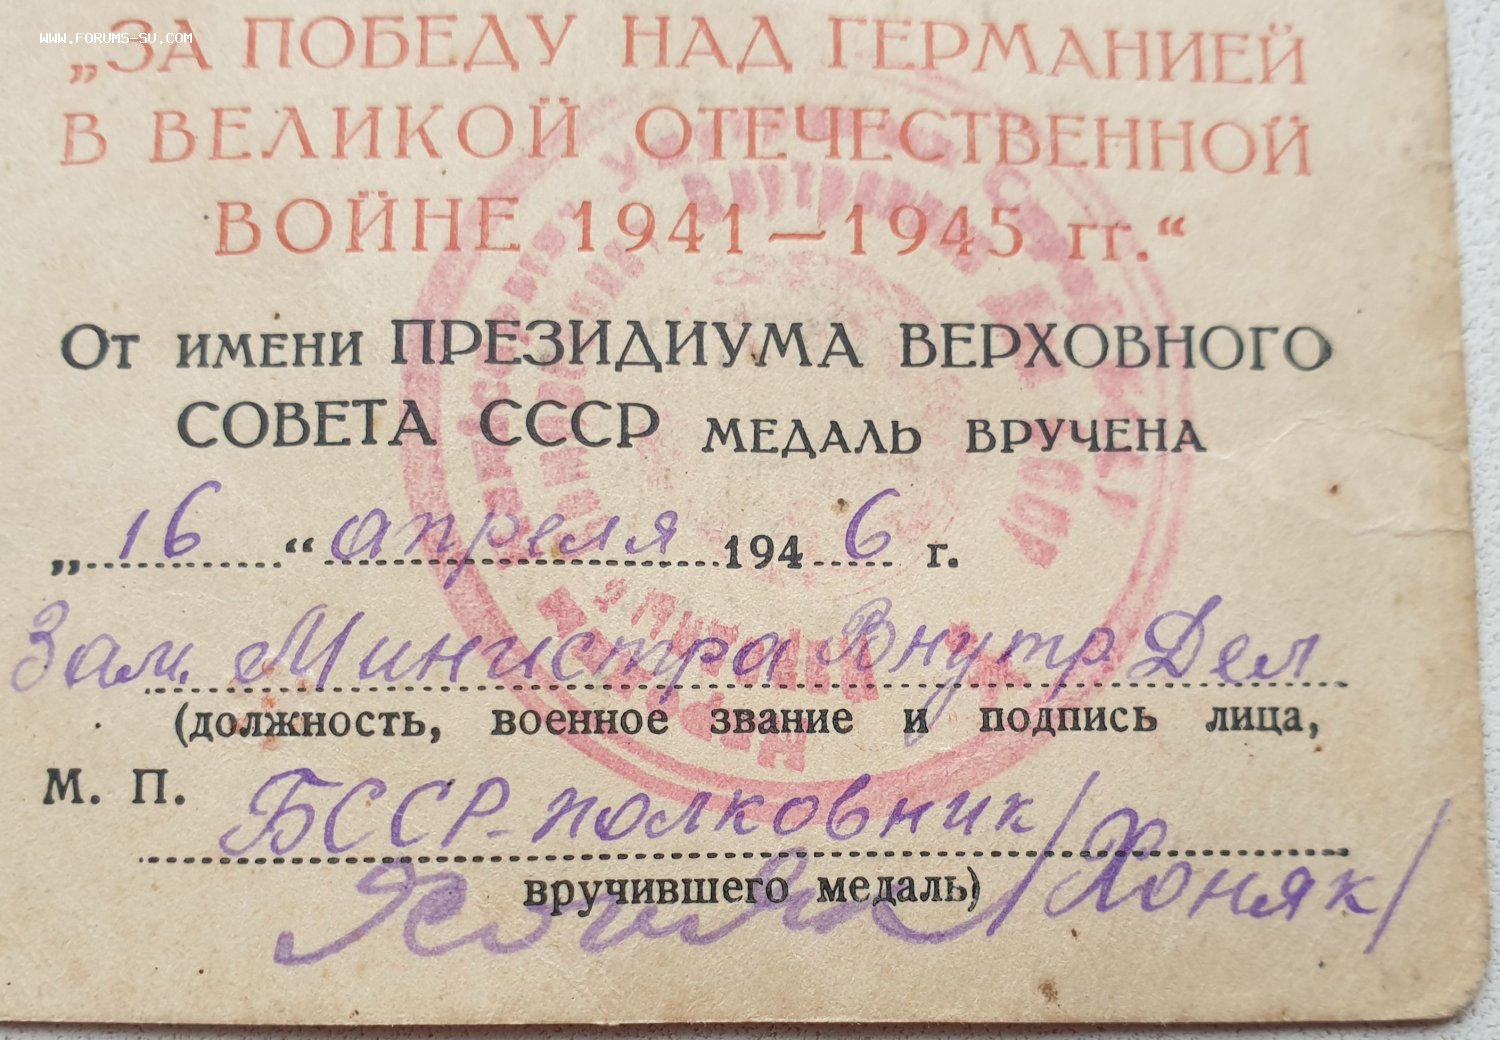 WWW.FORUMS-SU.COM
„ЗА ПОБЕДУ НАД ГЕРМАНИЕЙ
В ВЕЛИКОЙ ОТЕЧЕСТВЕННОЙ
ВОЙНЕ 1941—1945 гг.“
От имени ПРЕЗИДИУМА ВЕРХОВНОГО
СОВЕТА СССР медаль вручена
„16“ апреля 1946 г.
Зам. Министра Внутр. Дел
(должность, военное звание и подпись лица,
М. П. БССР-полковник /Хоняк/
вручившего медаль)